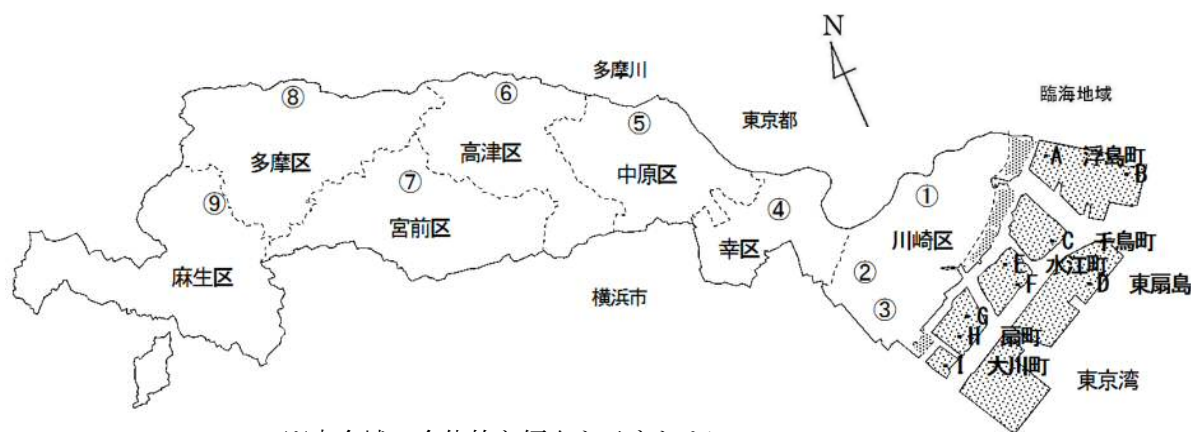 N
多摩川
東京都
臨海地域
⑧
⑥
⑤
多摩区
高津区
中原区
①
A 浮島町
B
⑦
⑨
宮前区
④
川崎区
C 千鳥町
麻生区
幸区
②
E 水江町
F
D 東扇島
横浜市
③
G
H 扇町
I 大川町
東京湾